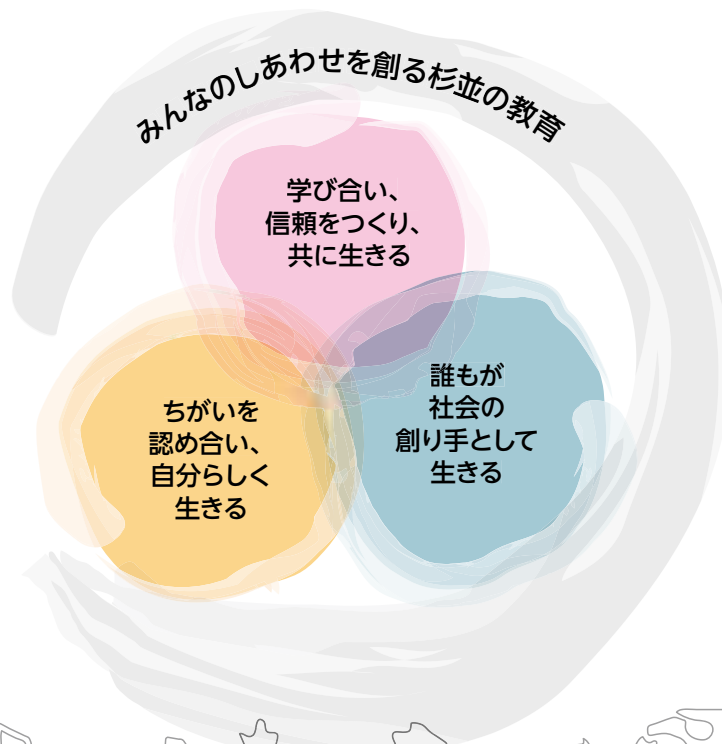 みんなのしあわせを創る杉並の教育
学び合い、
信頼をつくり、
共に生きる
ちがいを
認め合い、
自分らしく
生きる
誰もが
社会の
創り手として
生きる